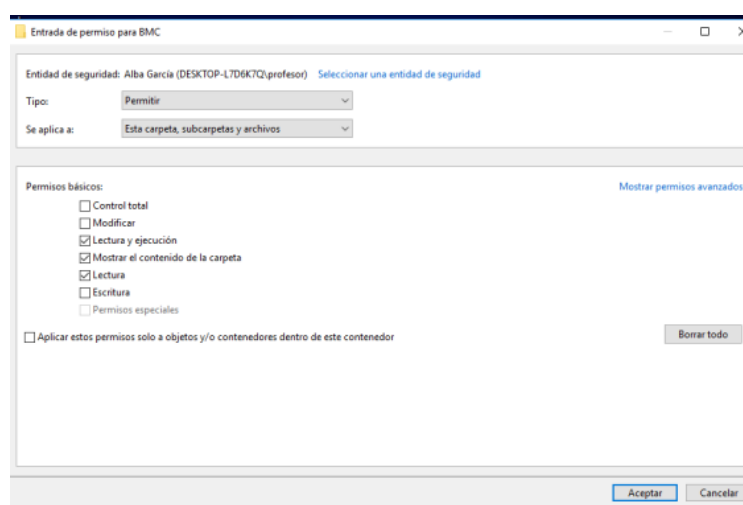 Entrada de permiso para BMC
Entidad de seguridad: Alba García (DESKTOP-L7D6K7Q\profesor) Seleccionar una entidad de seguridad
Tipo: Permitir
Se aplica a: Esta carpeta, subcarpetas y archivos
Permisos básicos: Mostrar permisos avanzados
Control total
Modificar
Lectura y ejecución
Mostrar el contenido de la carpeta
Lectura
Escritura
Permisos especiales
Aplicar estos permisos solo a objetos y/o contenedores dentro de este contenedor
Borrar todo
Aceptar Cancelar